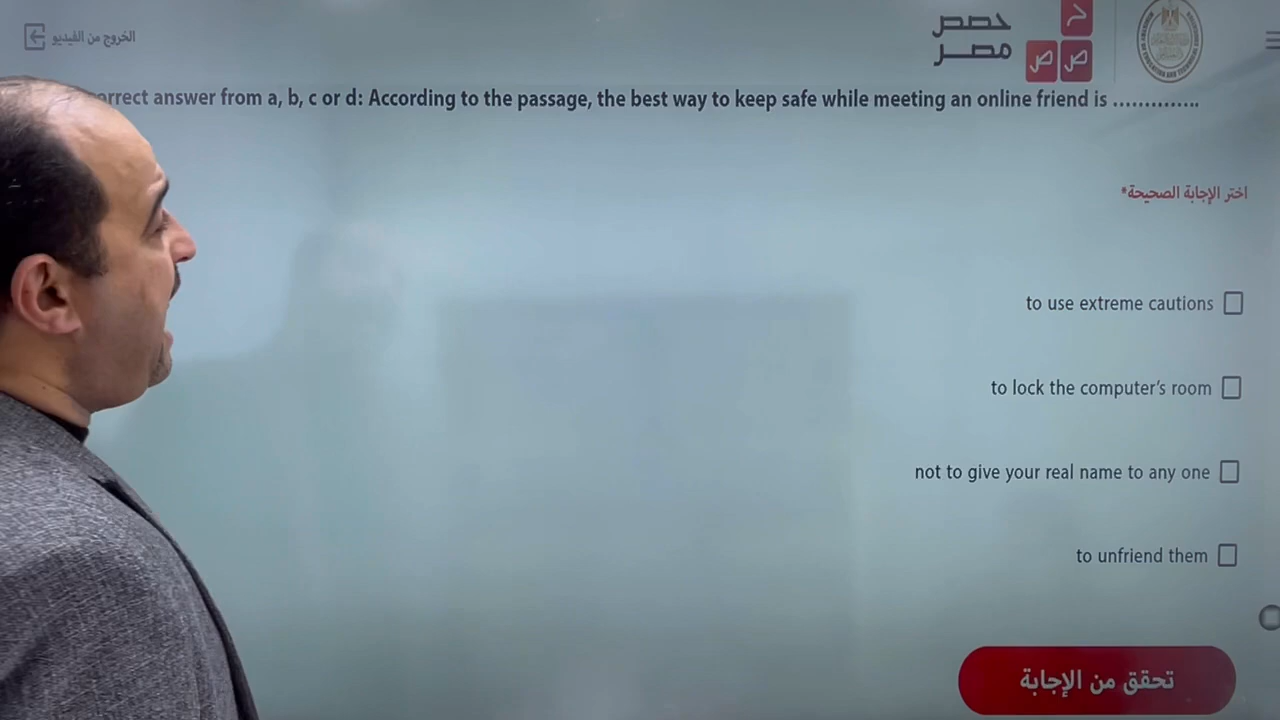 الخروج من الفيديو
حصص
مصر
ح
ص ص
orrect answer from a, b, c or d: According to the passage, the best way to keep safe while meeting an online friend is ..............
اختر الإجابة الصحيحة*
to use extreme cautions
to lock the computer's room
not to give your real name to any one
to unfriend them
تحقق من الإجابة